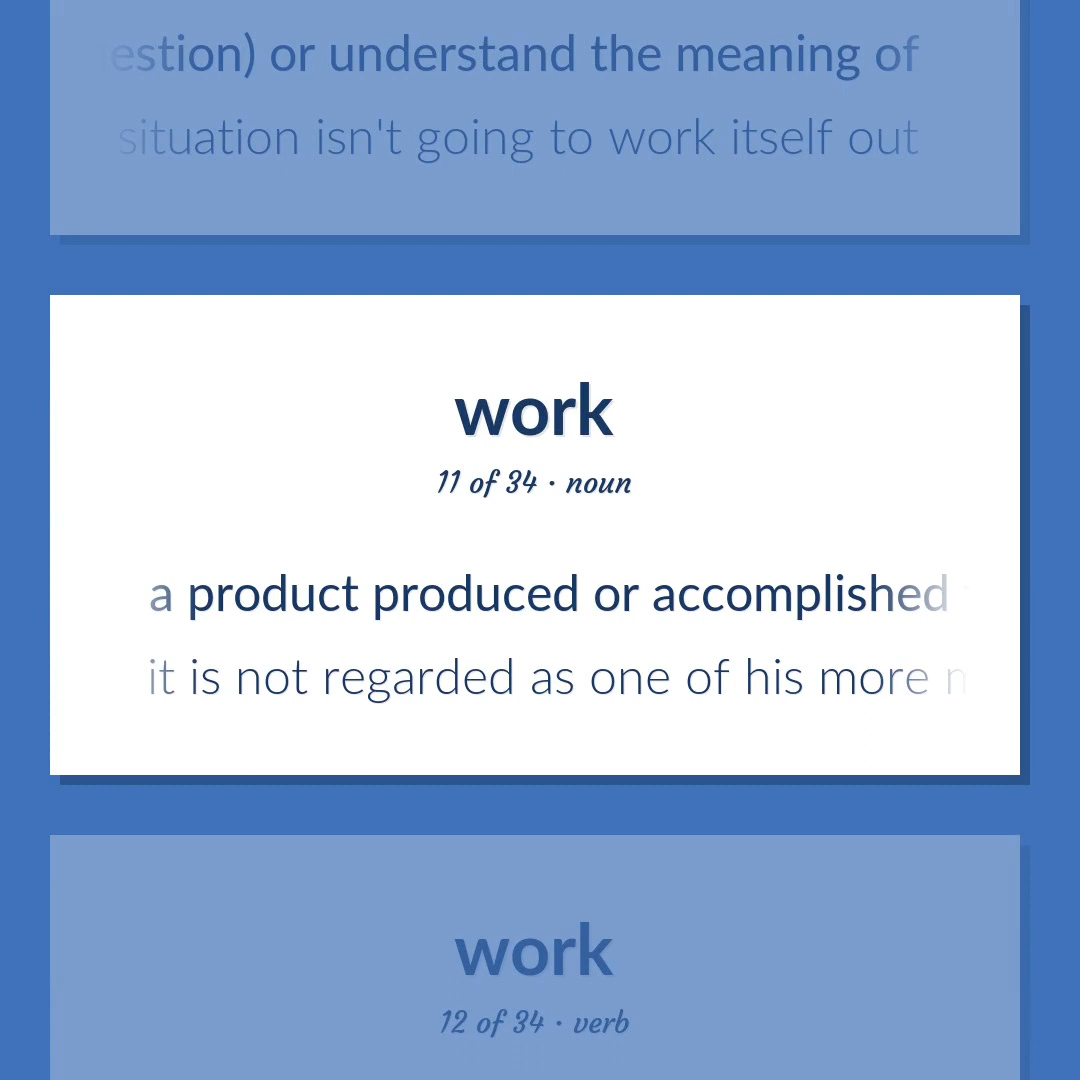 tion) or understand the meaning of
situation isn't going to work itself out
work
11 of 34 · noun
a product produced or accomplished
it is not regarded as one of his more
work
12 of 34 · verb